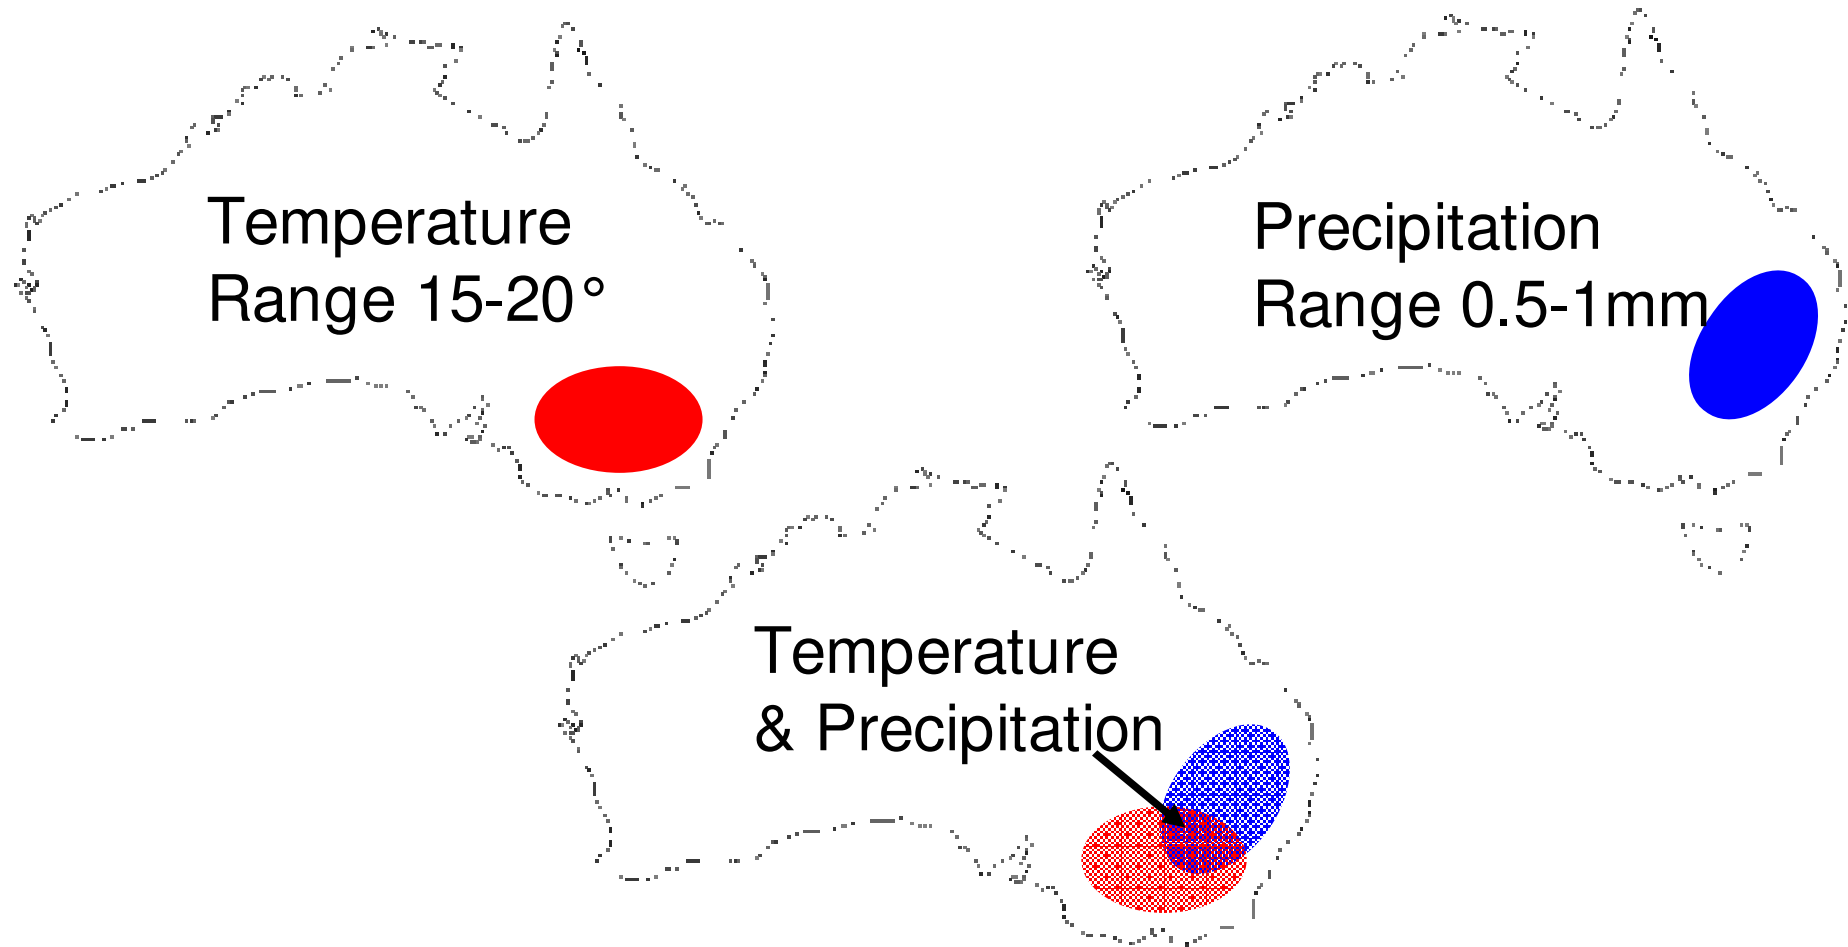 Temperature
Range 15-20°
Precipitation
Range 0.5-1mm
Temperature
& Precipitation